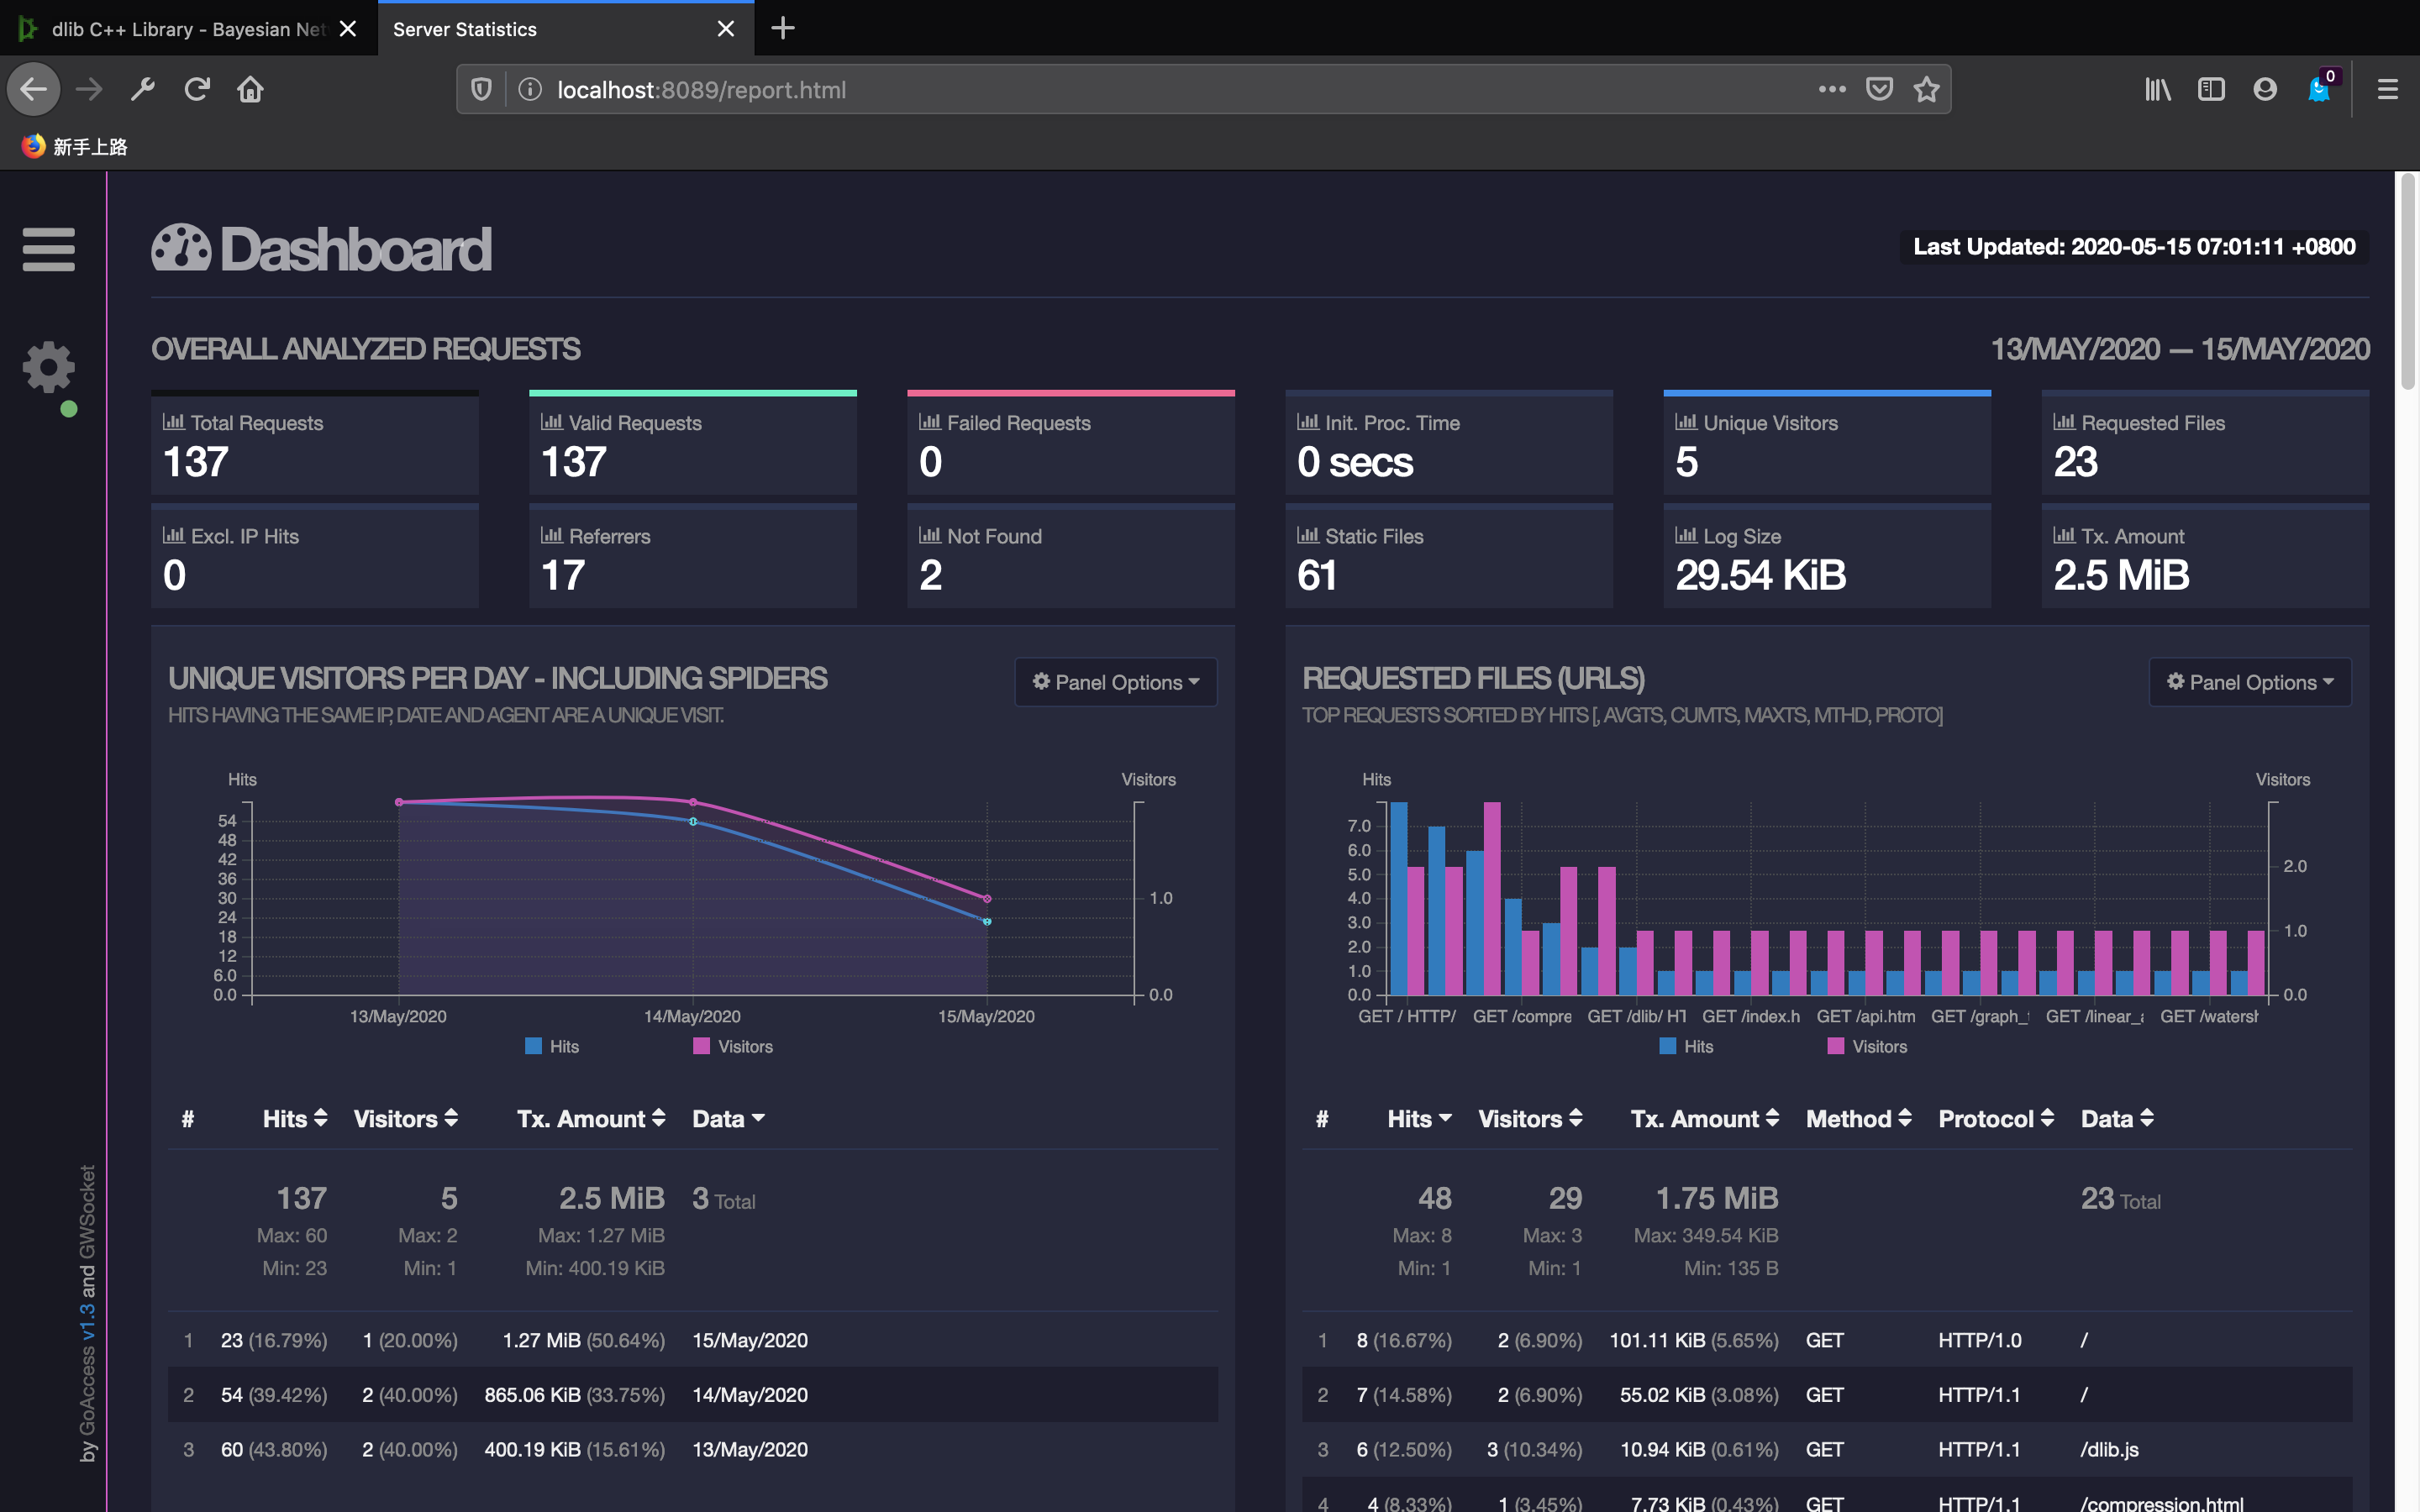 dlib C++ Library - Bayesian Net
Server Statistics
localhost:8089/report.html
0
新手上路
Dashboard
Last Updated: 2020-05-15 07:01:11 +0800
OVERALL ANALYZED REQUESTS
13/MAY/2020 — 15/MAY/2020
Total Requests
137
Valid Requests
137
Failed Requests
0
Init. Proc. Time
0 secs
Unique Visitors
5
Requested Files
23
Excl. IP Hits
0
Referrers
17
Not Found
2
Static Files
61
Log Size
29.54 KiB
Tx. Amount
2.5 MiB
UNIQUE VISITORS PER DAY - INCLUDING SPIDERS
Panel Options
HITS HAVING THE SAME IP, DATE AND AGENT ARE A UNIQUE VISIT.
Hits
Visitors
54
48
42
36
30
24
18
12
6.0
0.0
1.0
0.0
13/May/2020 14/May/2020 15/May/2020
Hits Visitors
# Hits Visitors Tx. Amount Data
137 5 2.5 MiB 3 Total
Max: 60 Max: 2 Max: 1.27 MiB
Min: 23 Min: 1 Min: 400.19 KiB
1 23 (16.79%) 1 (20.00%) 1.27 MiB (50.64%) 15/May/2020
2 54 (39.42%) 2 (40.00%) 865.06 KiB (33.75%) 14/May/2020
3 60 (43.80%) 2 (40.00%) 400.19 KiB (15.61%) 13/May/2020
REQUESTED FILES (URLS)
Panel Options
TOP REQUESTS SORTED BY HITS [, AVGTS, CUMTS, MAXTS, MTHD, PROTO]
Hits
Visitors
7.0
6.0
5.0
4.0
3.0
2.0
1.0
0.0
2.0
1.0
0.0
GET / HTTP/ GET /compre GET /dlib/ HT GET /index.h GET /api.htm GET /graph_ GET /linear_a GET /watersh
Hits Visitors
# Hits Visitors Tx. Amount Method Protocol Data
48 29 1.75 MiB 23 Total
Max: 8 Max: 3 Max: 349.54 KiB
Min: 1 Min: 1 Min: 135 B
1 8 (16.67%) 2 (6.90%) 101.11 KiB (5.65%) GET HTTP/1.0 /
2 7 (14.58%) 2 (6.90%) 55.02 KiB (3.08%) GET HTTP/1.1 /
3 6 (12.50%) 3 (10.34%) 10.94 KiB (0.61%) GET HTTP/1.1 /dlib.js
4 4 (8.33%) 1 (3.45%) 7.73 KiB (0.43%) GET HTTP/1.1 /compression.html
by GoAccess v1.3 and GWSocket